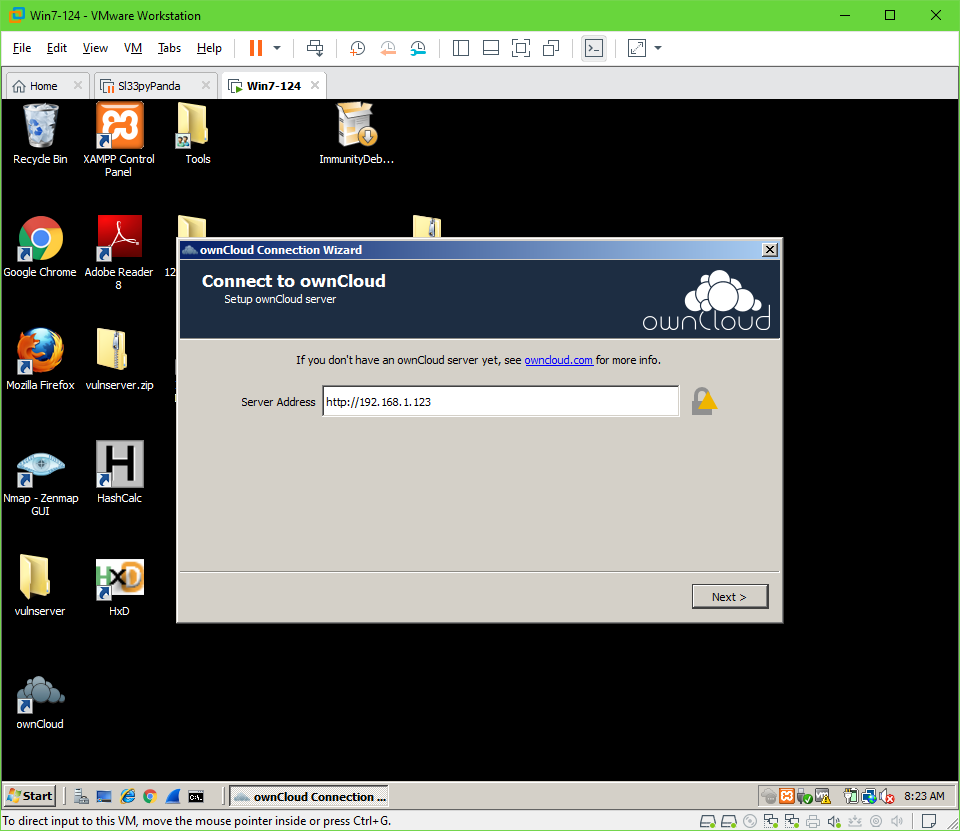 Win7-124 - VMware Workstation
File Edit View VM Tabs Help
Home Sl33pyPanda Win7-124
Recycle Bin
XAMPP Control
Panel
Tools
ImmunityDeb...
Google Chrome
Adobe Reader
8
12
ownCloud Connection Wizard
Connect to ownCloud
Setup ownCloud server
ownCloud
If you don't have an ownCloud server yet, see owncloud.com for more info.
Server Address http://192.168.1.123
Mozilla Firefox
vulnserver.zip
Nmap - Zenmap
GUI
HashCalc
vulnserver
HxD
Next >
ownCloud
Start ownCloud Connection ... 8:23 AM
To direct input to this VM, move the mouse pointer inside or press Ctrl+G.